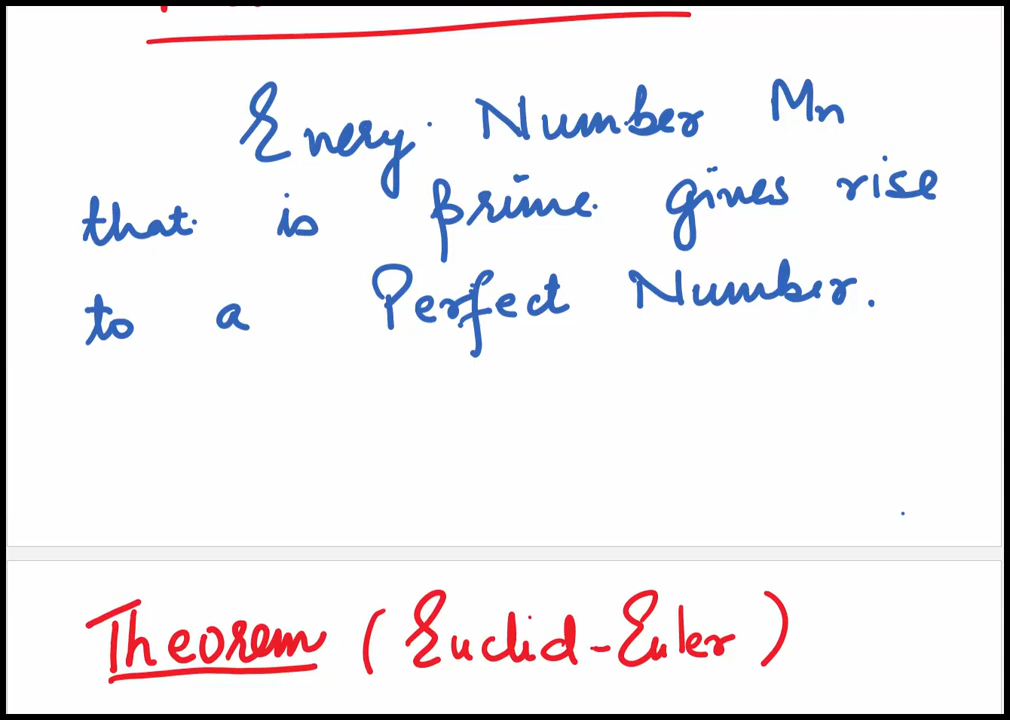 Every Number Mn
that is prime gives rise
to a Perfect Number.
Theorem (Euclid-Euler)